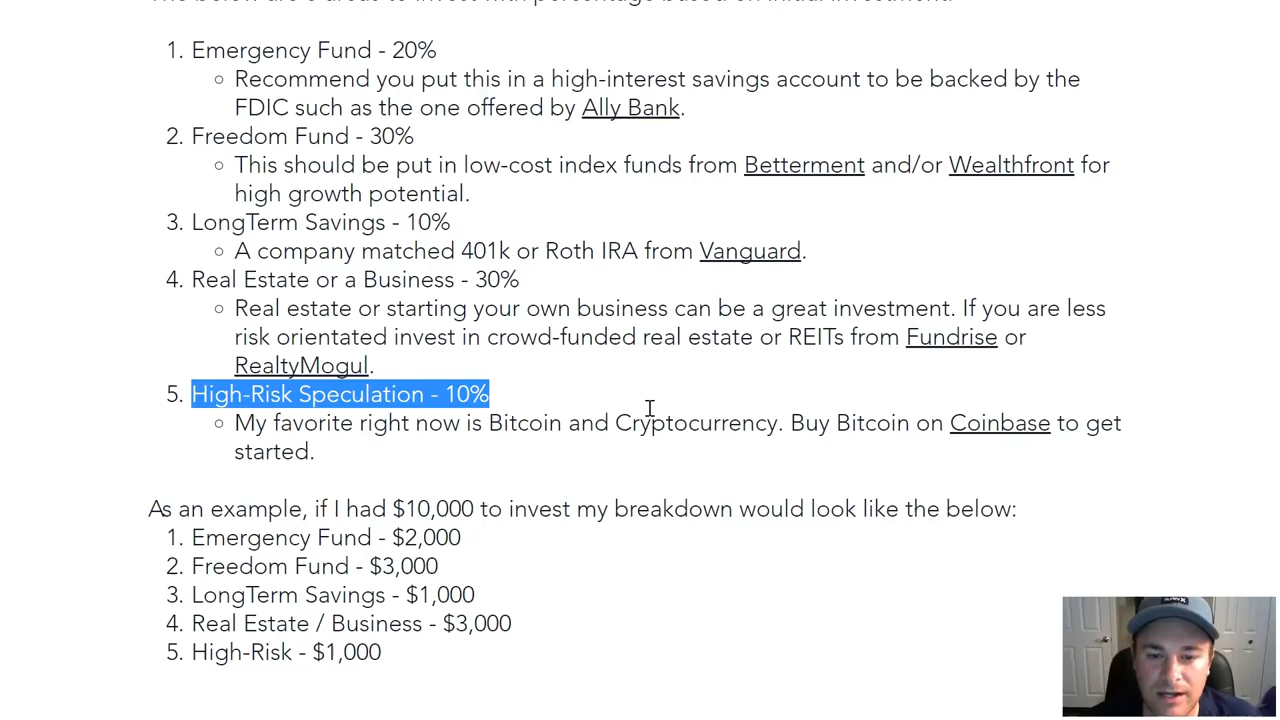 1. Emergency Fund - 20%
Recommend you put this in a high-interest savings account to be backed by the
FDIC such as the one offered by Ally Bank.
2. Freedom Fund - 30%
This should be put in low-cost index funds from Betterment and/or Wealthfront for
high growth potential.
3. LongTerm Savings - 10%
A company matched 401k or Roth IRA from Vanguard.
4. Real Estate or a Business - 30%
Real estate or starting your own business can be a great investment. If you are less
risk orientated invest in crowd-funded real estate or REITs from Fundrise or
RealtyMogul.
5. High-Risk Speculation - 10%
My favorite right now is Bitcoin and Cryptocurrency. Buy Bitcoin on Coinbase to get
started.
As an example, if I had $10,000 to invest my breakdown would look like the below:
1. Emergency Fund - $2,000
2. Freedom Fund - $3,000
3. LongTerm Savings - $1,000
4. Real Estate / Business - $3,000
5. High-Risk - $1,000